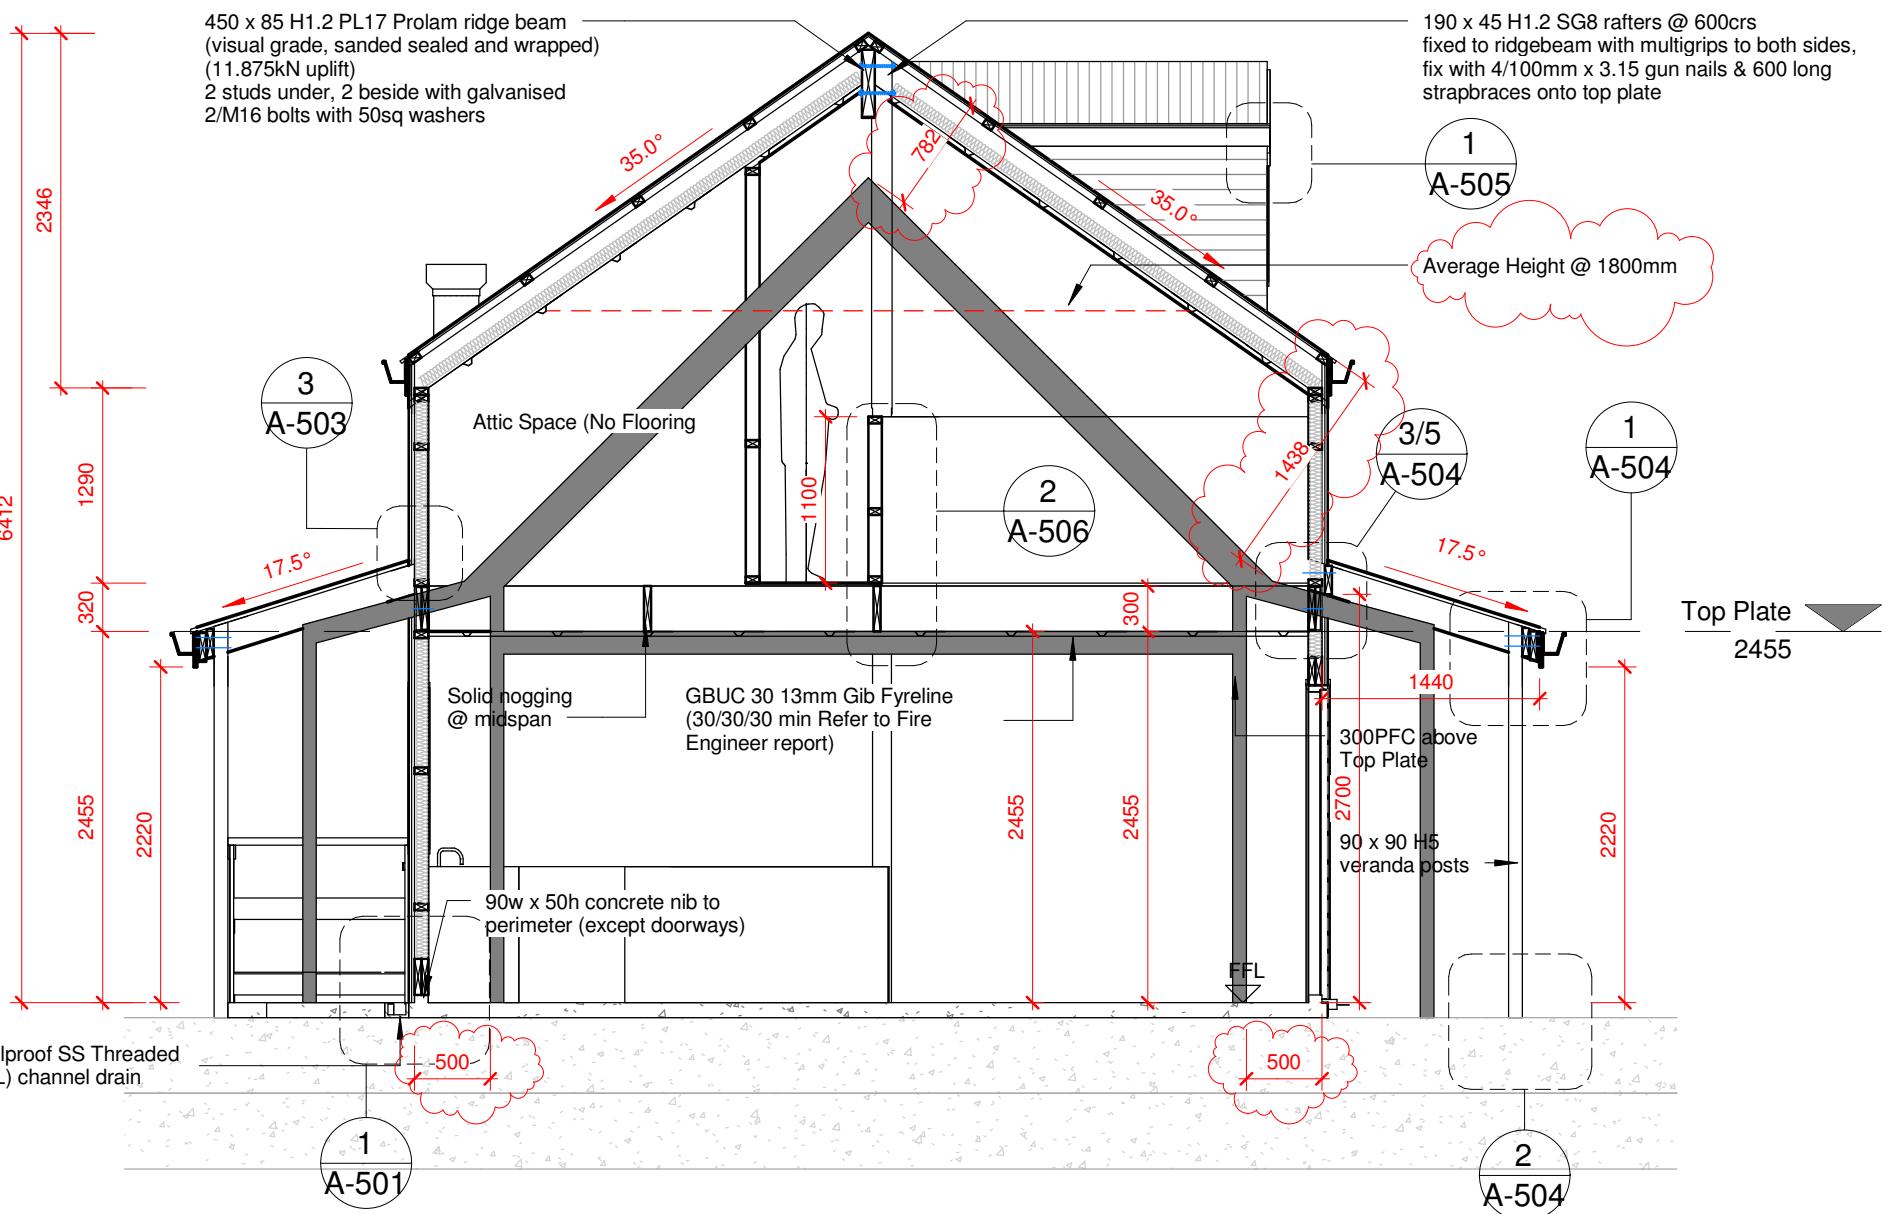 450 x 85 H1.2 PL17 Prolam ridge beam
(visual grade, sanded sealed and wrapped)
(11.875kN uplift)
2 studs under, 2 beside with galvanised
2/M16 bolts with 50sq washers
190 x 45 H1.2 SG8 rafters @ 600crs
fixed to ridgebeam with multigrips to both sides,
fix with 4/100mm x 3.15 gun nails & 600 long
strapbraces onto top plate
1
A-505
35.0°
782
35.0°
2346
Average Height @ 1800mm
3
A-503
Attic Space (No Flooring
1438
3/5
A-504
1
A-504
1290
1100
2
A-506
6412
17.5°
17.5°
320
300
Top Plate
2455
1440
Solid nogging
@ midspan
GBUC 30 13mm Gib Fyreline
(30/30/30 min Refer to Fire
Engineer report)
300PFC above
Top Plate
2455
2220
2455
2455
2700
2220
90 x 90 H5
veranda posts
90w x 50h concrete nib to
perimeter (except doorways)
FFL
lproof SS Threaded
L) channel drain
500
500
1
A-501
2
A-504